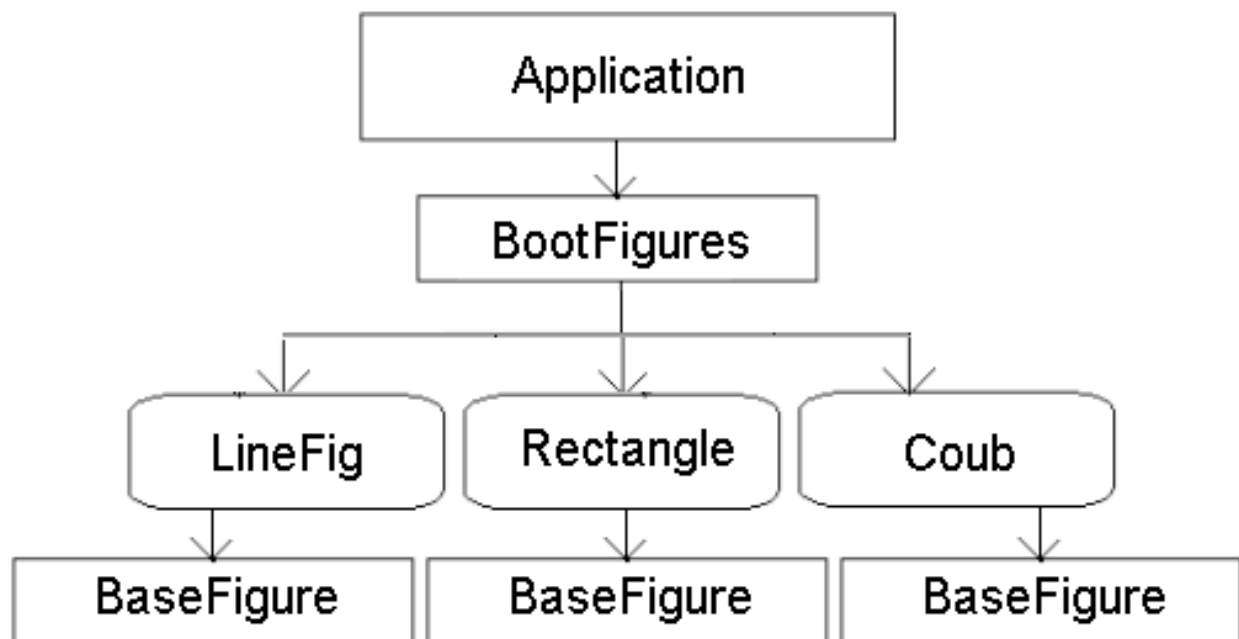 Application
BootFigures
LineFig
Rectangle
Coub
BaseFigure
BaseFigure
BaseFigure